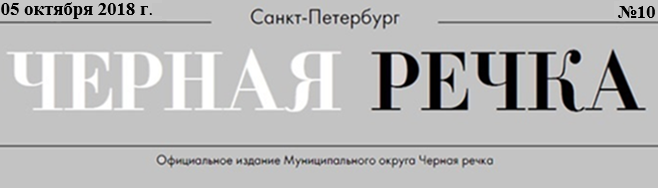 05 октября 2018 г. Санкт-Петербург №10
ЧЕРНАЯ РЕЧКА
Официальное издание Муниципального округа Черная речка